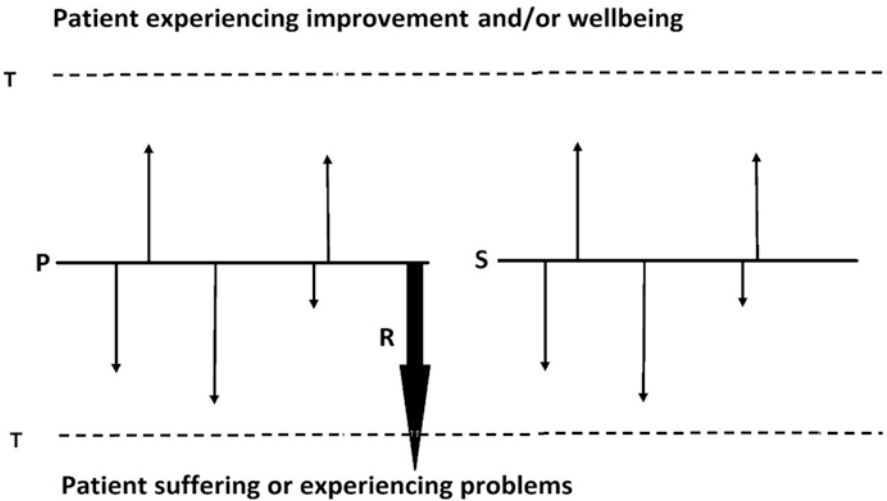 Patient experiencing improvement and/or wellbeing
T
P
S
R
T
Patient suffering or experiencing problems